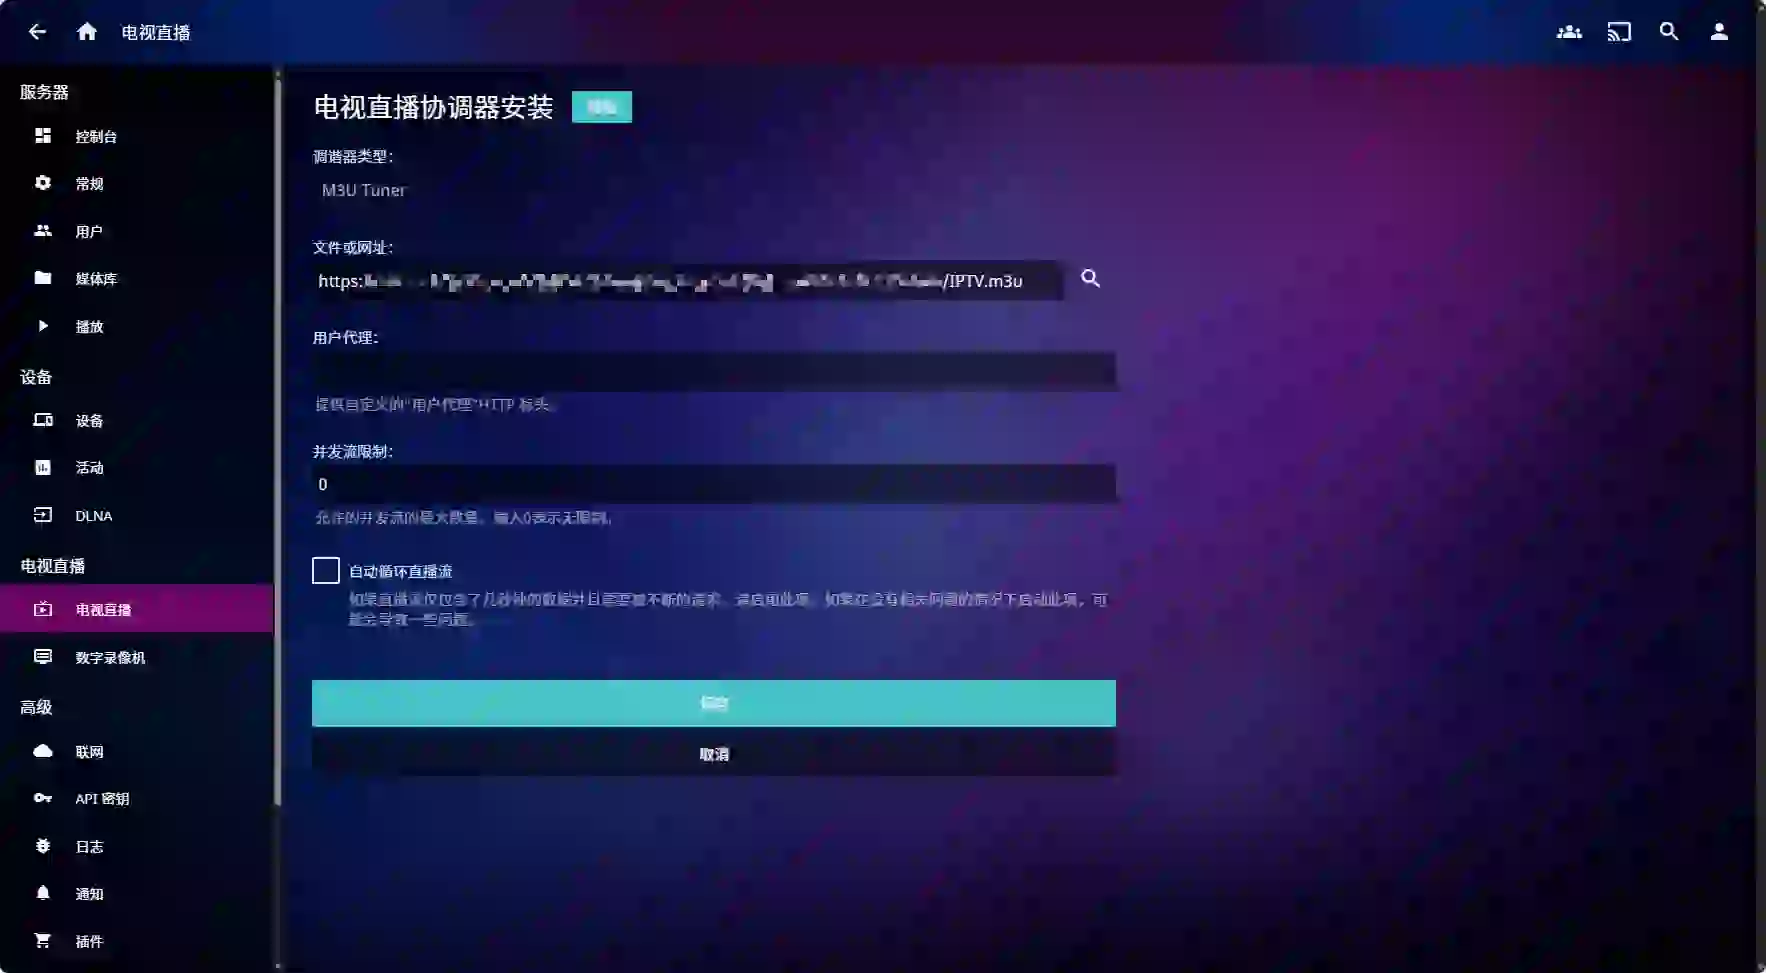 电视直播
服务器
控制台
常规
用户
媒体库
播放
设备
设备
活动
DLNA
电视直播
电视直播
数字录像机
高级
联网
API 密钥
日志
通知
插件
电视直播协调器安装
调谐器类型：
M3U Tuner
文件或网址：
https: /IPTV.m3u
用户代理：
提供自定义的"用户代理"HTTP 标头。
并发流限制：
0
允许的并发流的最大数量。输入0表示无限制。
自动循环直播流
如果直播流仅包含了几秒钟的数据并且需要被不断的请求，请启用此项。如果在没有相关问题的情况下启动此项，可
能会导致一些问题。
取消